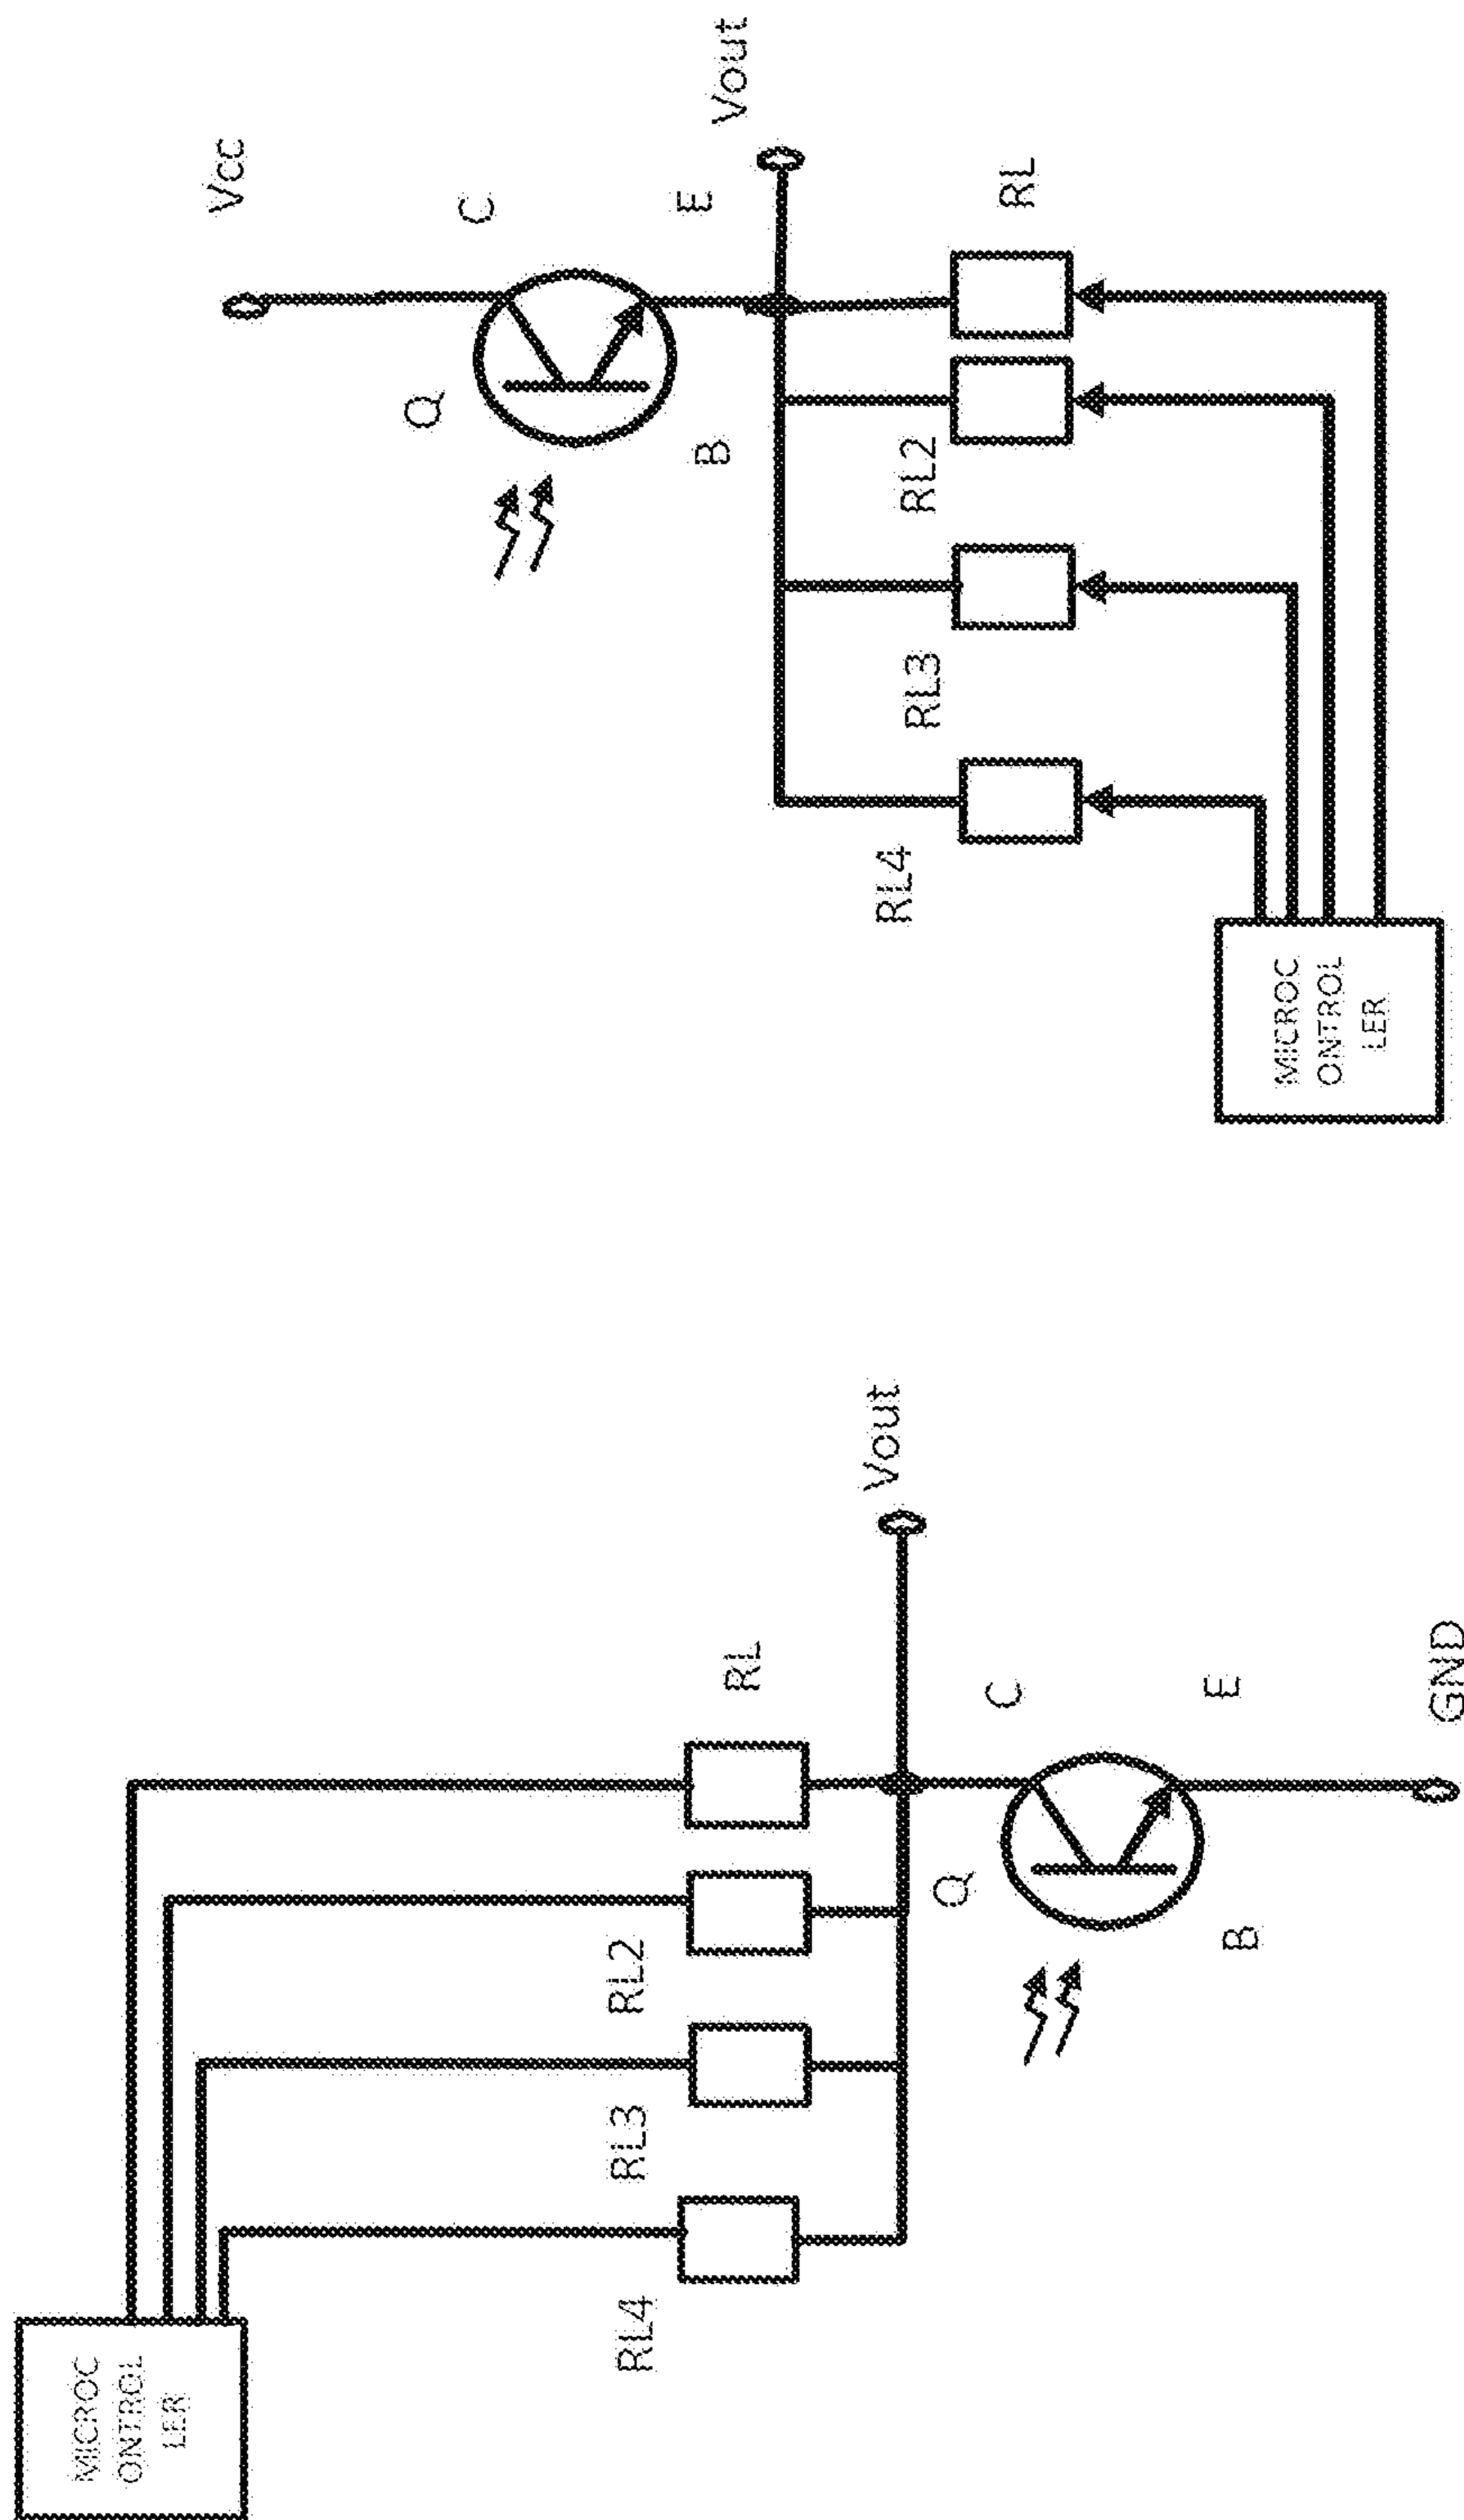 MICROC
ONTROL
LER
RL4
RL3
RL2
RL
Vout
Q
C
B
E
GND
Vcc
Q
C
B
E
Vout
RL4
RL3
RL2
RL
MICROC
ONTROL
LER